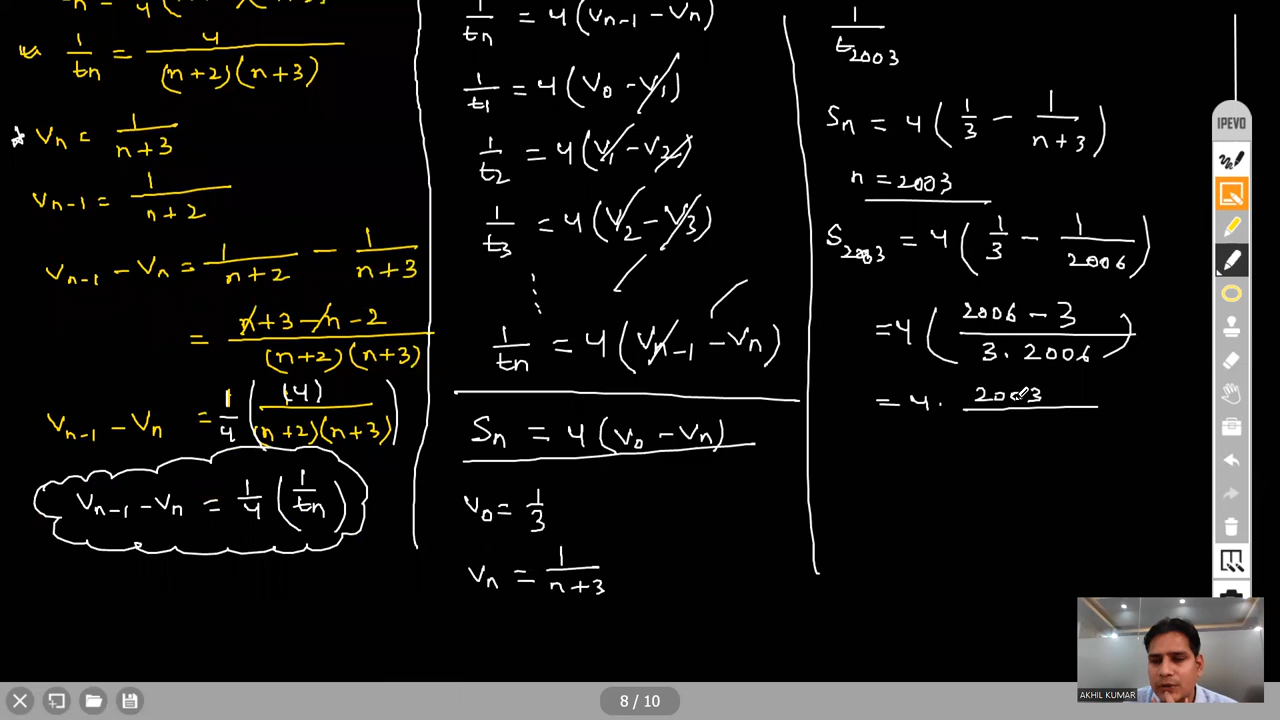 1/tn = 4/((n+2)(n+3))
Vn = 1/(n+3)
Vn-1 = 1/(n+2)
Vn-1 - Vn = 1/(n+2) - 1/(n+3)
= (n+3-n-2)/((n+2)(n+3))
Vn-1 - Vn = 1/4 ((4)/((n+2)(n+3)))
Vn-1 - Vn = 1/4 (1/tn)
1/tn = 4(Vn-1 - Vn)
1/t1 = 4(V0 - V1)
1/t2 = 4(V1 - V2)
1/t3 = 4(V2 - V3)
1/tn = 4(Vn-1 - Vn)
Sn = 4(V0 - Vn)
V0 = 1/3
Vn = 1/(n+3)
1/t2003
Sn = 4(1/3 - 1/(n+3))
n = 2003
S2003 = 4(1/3 - 1/2006)
= 4((2006 - 3)/(3.2006))
= 4. 2003
IPEVO
AKHIL KUMAR
8 / 10